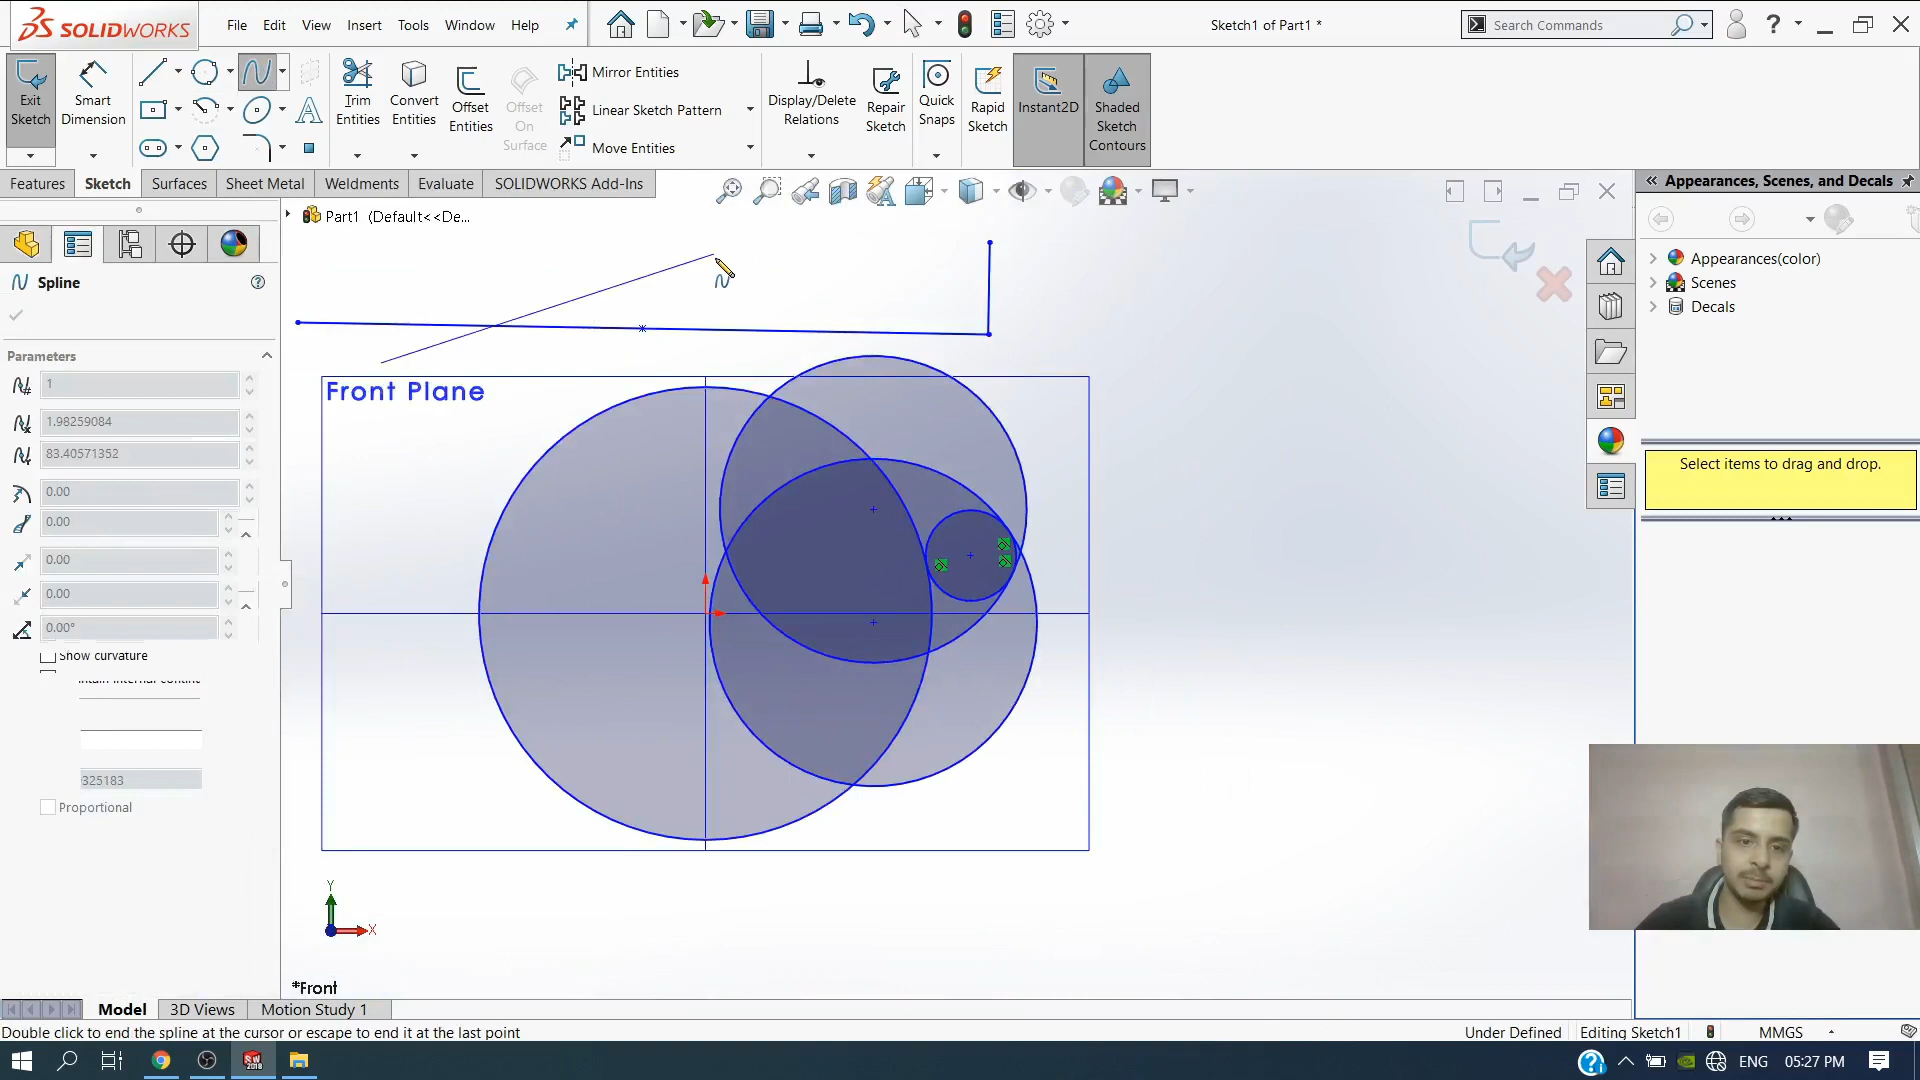 SOLIDWORKS
File Edit View Insert Tools Window Help
Sketch1 of Part1 *
Search Commands
Exit Sketch
Smart Dimension
Trim Entities
Convert Entities
Offset Entities
Offset On Surface
Mirror Entities
Linear Sketch Pattern
Move Entities
Display/Delete Relations
Repair Sketch
Quick Snaps
Rapid Sketch
Instant2D
Shaded Sketch Contours
Features Sketch Surfaces Sheet Metal Weldments Evaluate SOLIDWORKS Add-Ins
Part1 (Default<<De...
Appearances, Scenes, and Decals
Appearances(color)
Scenes
Decals
Select items to drag and drop.
Spline
Parameters
1
1.98259084
83.40571352
0.00
0.00
0.00
0.00
0.00°
Show curvature
325183
Proportional
Front Plane
Y
X
*Front
Model 3D Views Motion Study 1
Double click to end the spline at the cursor or escape to end it at the last point
Under Defined Editing Sketch1 MMGS
SW 2018
ENG 05:27 PM